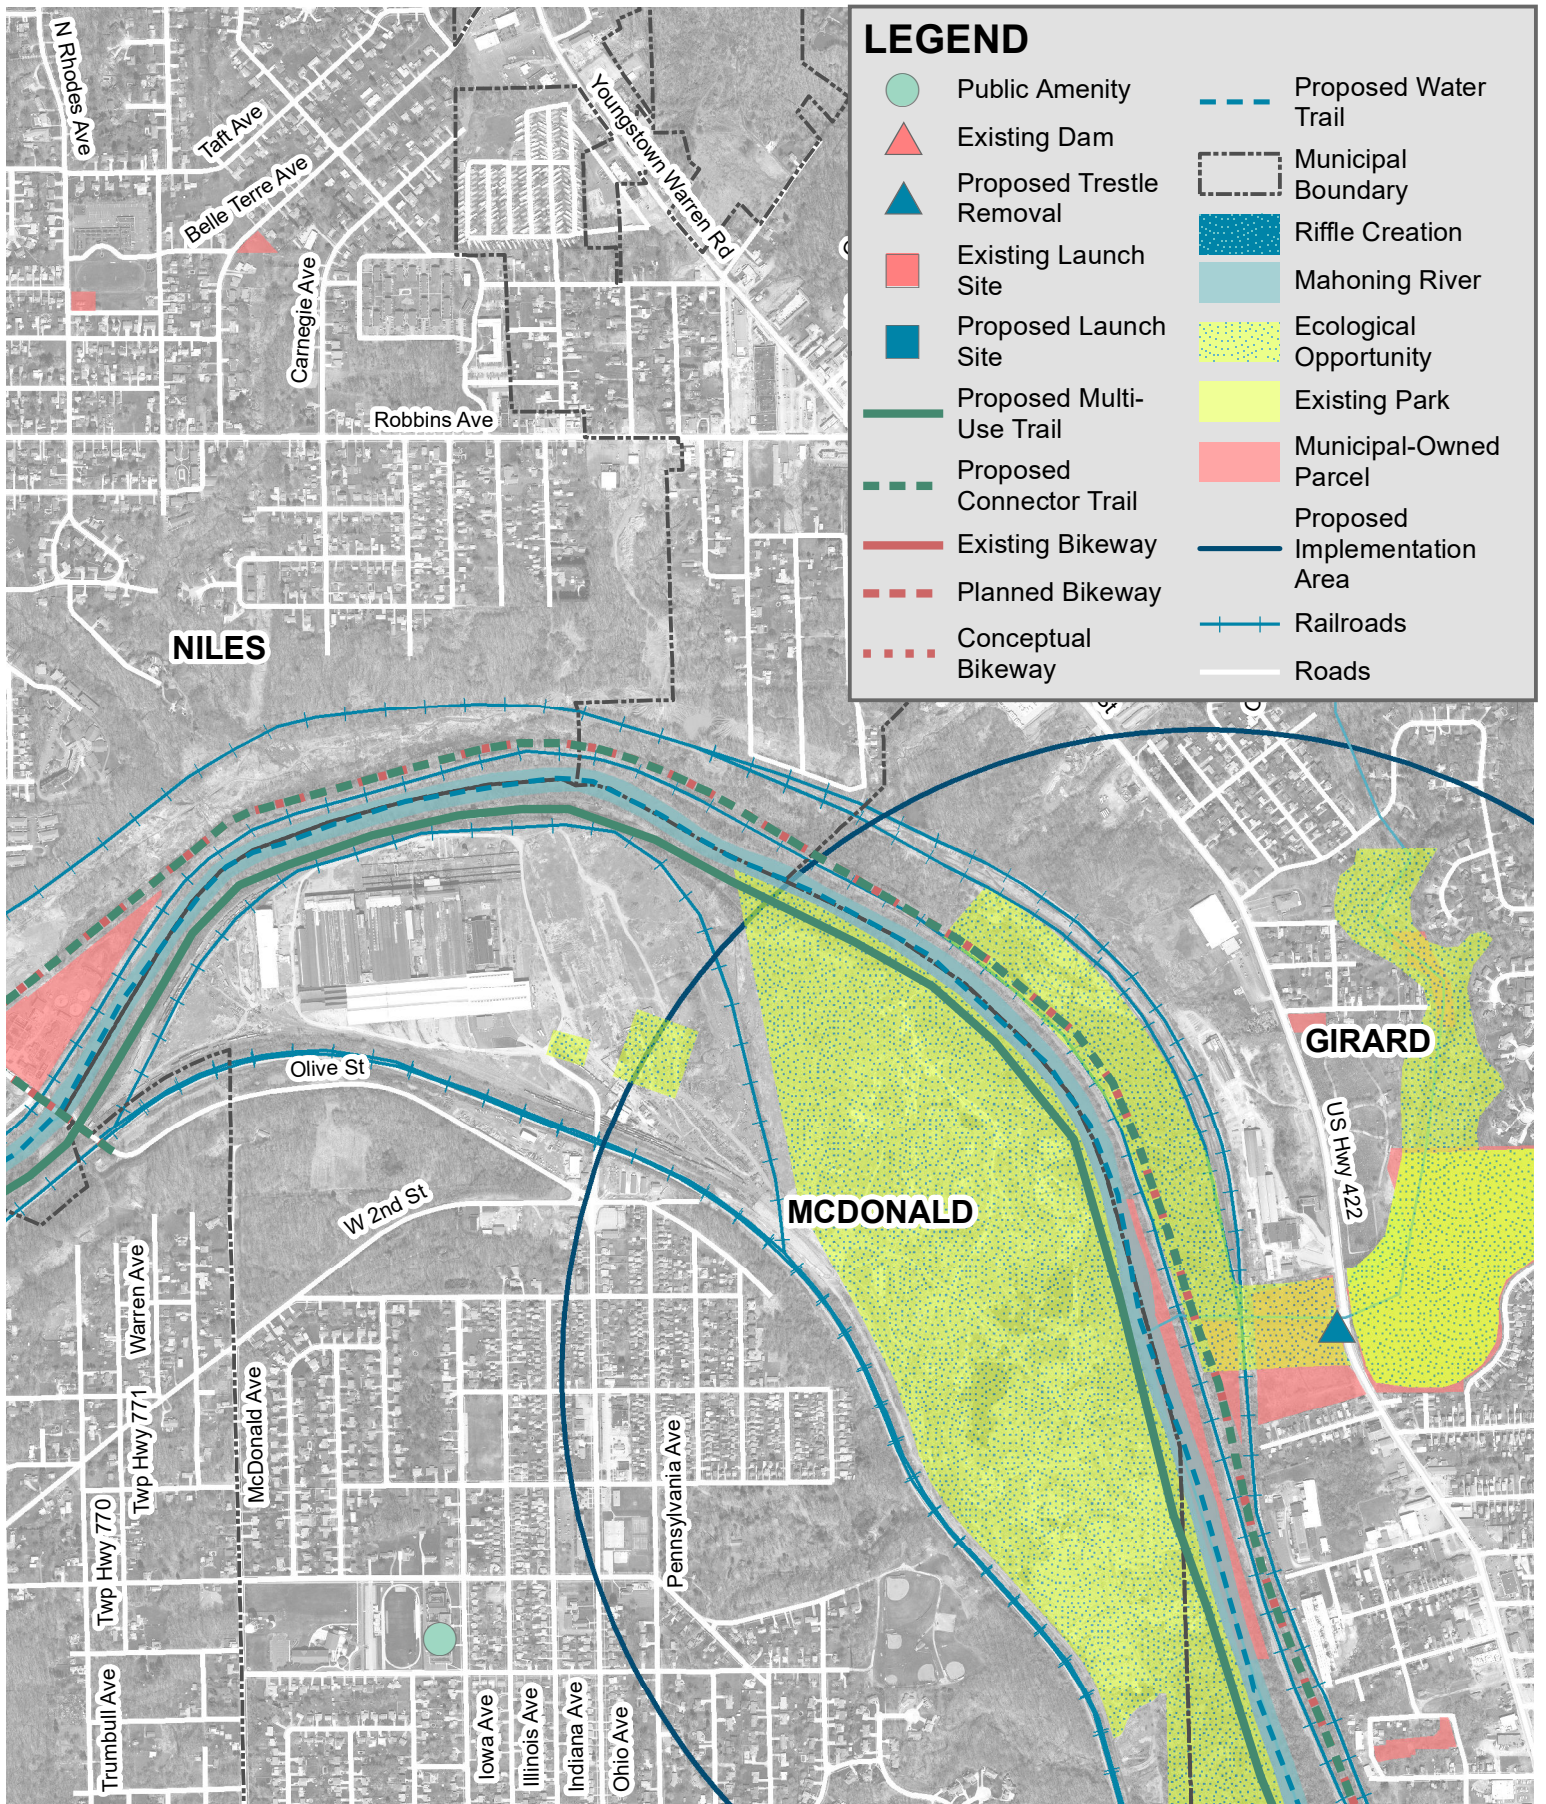 LEGEND
Public Amenity
Existing Dam
Proposed Trestle
Removal
Existing Launch
Site
Proposed Launch
Site
Proposed Multi-
Use Trail
Proposed
Connector Trail
Existing Bikeway
Planned Bikeway
Conceptual
Bikeway
Proposed Water
Trail
Municipal
Boundary
Riffle Creation
Mahoning River
Ecological
Opportunity
Existing Park
Municipal-Owned
Parcel
Proposed
Implementation
Area
Railroads
Roads
N Rhodes Ave
Taft Ave
Belle Terre Ave
Youngstown Warren Rd
Carnegie Ave
Robbins Ave
NILES
St
GIRARD
Olive St
US Hwy 422
W 2nd St
MCDONALD
Warren Ave
Twp Hwy 771
McDonald Ave
Pennsylvania Ave
Twp Hwy 770
Trumbull Ave
Iowa Ave
Illinois Ave
Indiana Ave
Ohio Ave